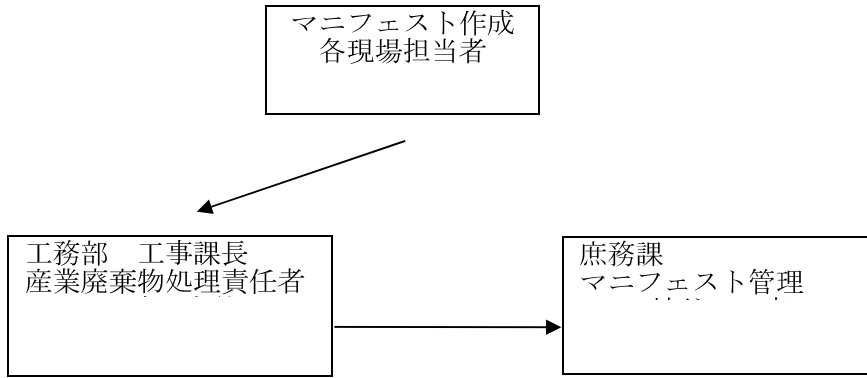 マニフェスト作成
各現場担当者
工務部　工事課長
産業廃棄物処理責任者
庶務課
マニフェスト管理